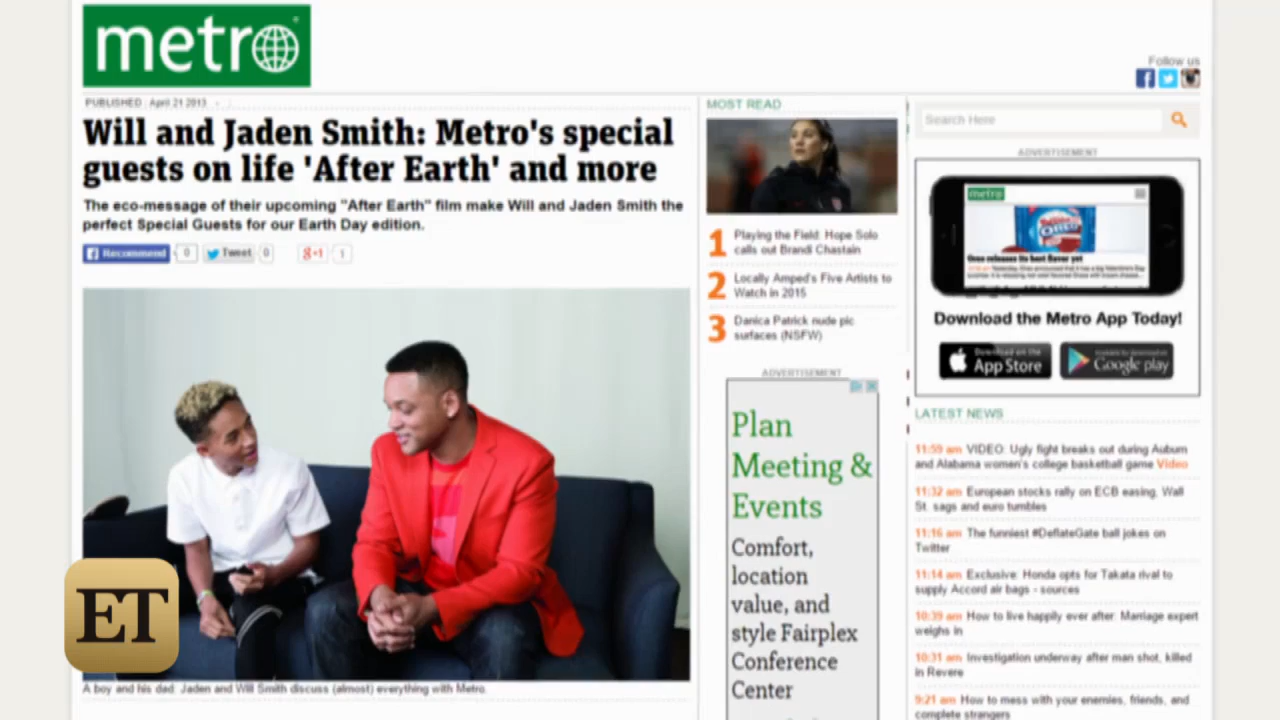 metro
PUBLISHED : April 21 2013
Will and Jaden Smith: Metro's special
guests on life 'After Earth' and more
The eco-message of their upcoming "After Earth" film make Will and Jaden Smith the
perfect Special Guests for our Earth Day edition.
Recommend 0 Tweet 0 g+1 1
A boy and his dad: Jaden and Will Smith discuss (almost) everything with Metro.
ET
MOST READ
1 Playing the Field: Hope Solo
calls out Brandi Chastain
2 Locally Amped's Five Artists to
Watch in 2015
3 Danica Patrick nude pic
surfaces (NSFW)
ADVERTISEMENT
Plan
Meeting &
Events
Comfort,
location
value, and
style Fairplex
Conference
Center
Follow us
Search Here
ADVERTISEMENT
metro
Oreo releases its best flavor yet
Download the Metro App Today!
Download on the
App Store
Google play
LATEST NEWS
11:59 am VIDEO: Ugly fight breaks out during Auburn
and Alabama women's college basketball game Video
11:32 am European stocks rally on ECB easing, Wall
St. sags and euro tumbles
11:16 am The funniest #DeflateGate ball jokes on
Twitter
11:14 am Exclusive: Honda opts for Takata rival to
supply Accord air bags - sources
10:39 am How to live happily ever after: Marriage expert
weighs in
10:31 am Investigation underway after man shot, killed
in Revere
9:21 am How to mess with your enemies, friends, and
complete strangers